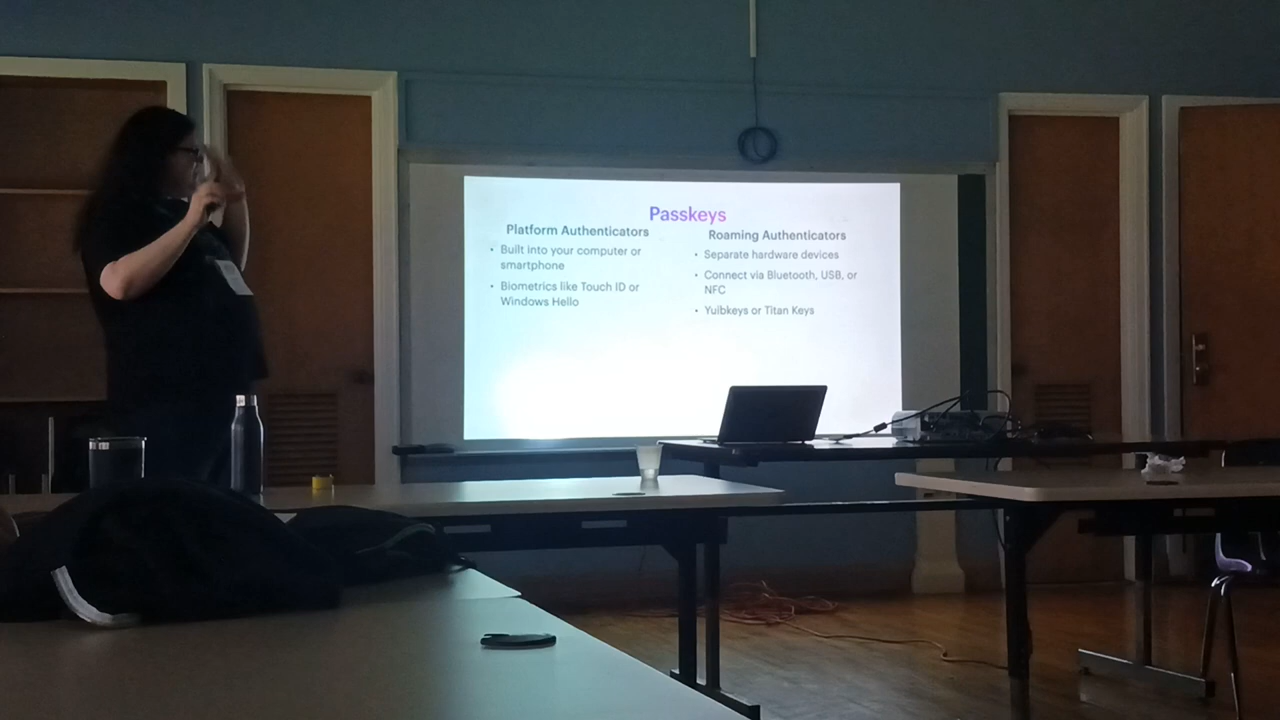 Passkeys
Platform Authenticators
• Built into your computer or
smartphone
• Biometrics like Touch ID or
Windows Hello
Roaming Authenticators
• Separate hardware devices
• Connect via Bluetooth, USB, or
NFC
• Yuibkeys or Titan Keys